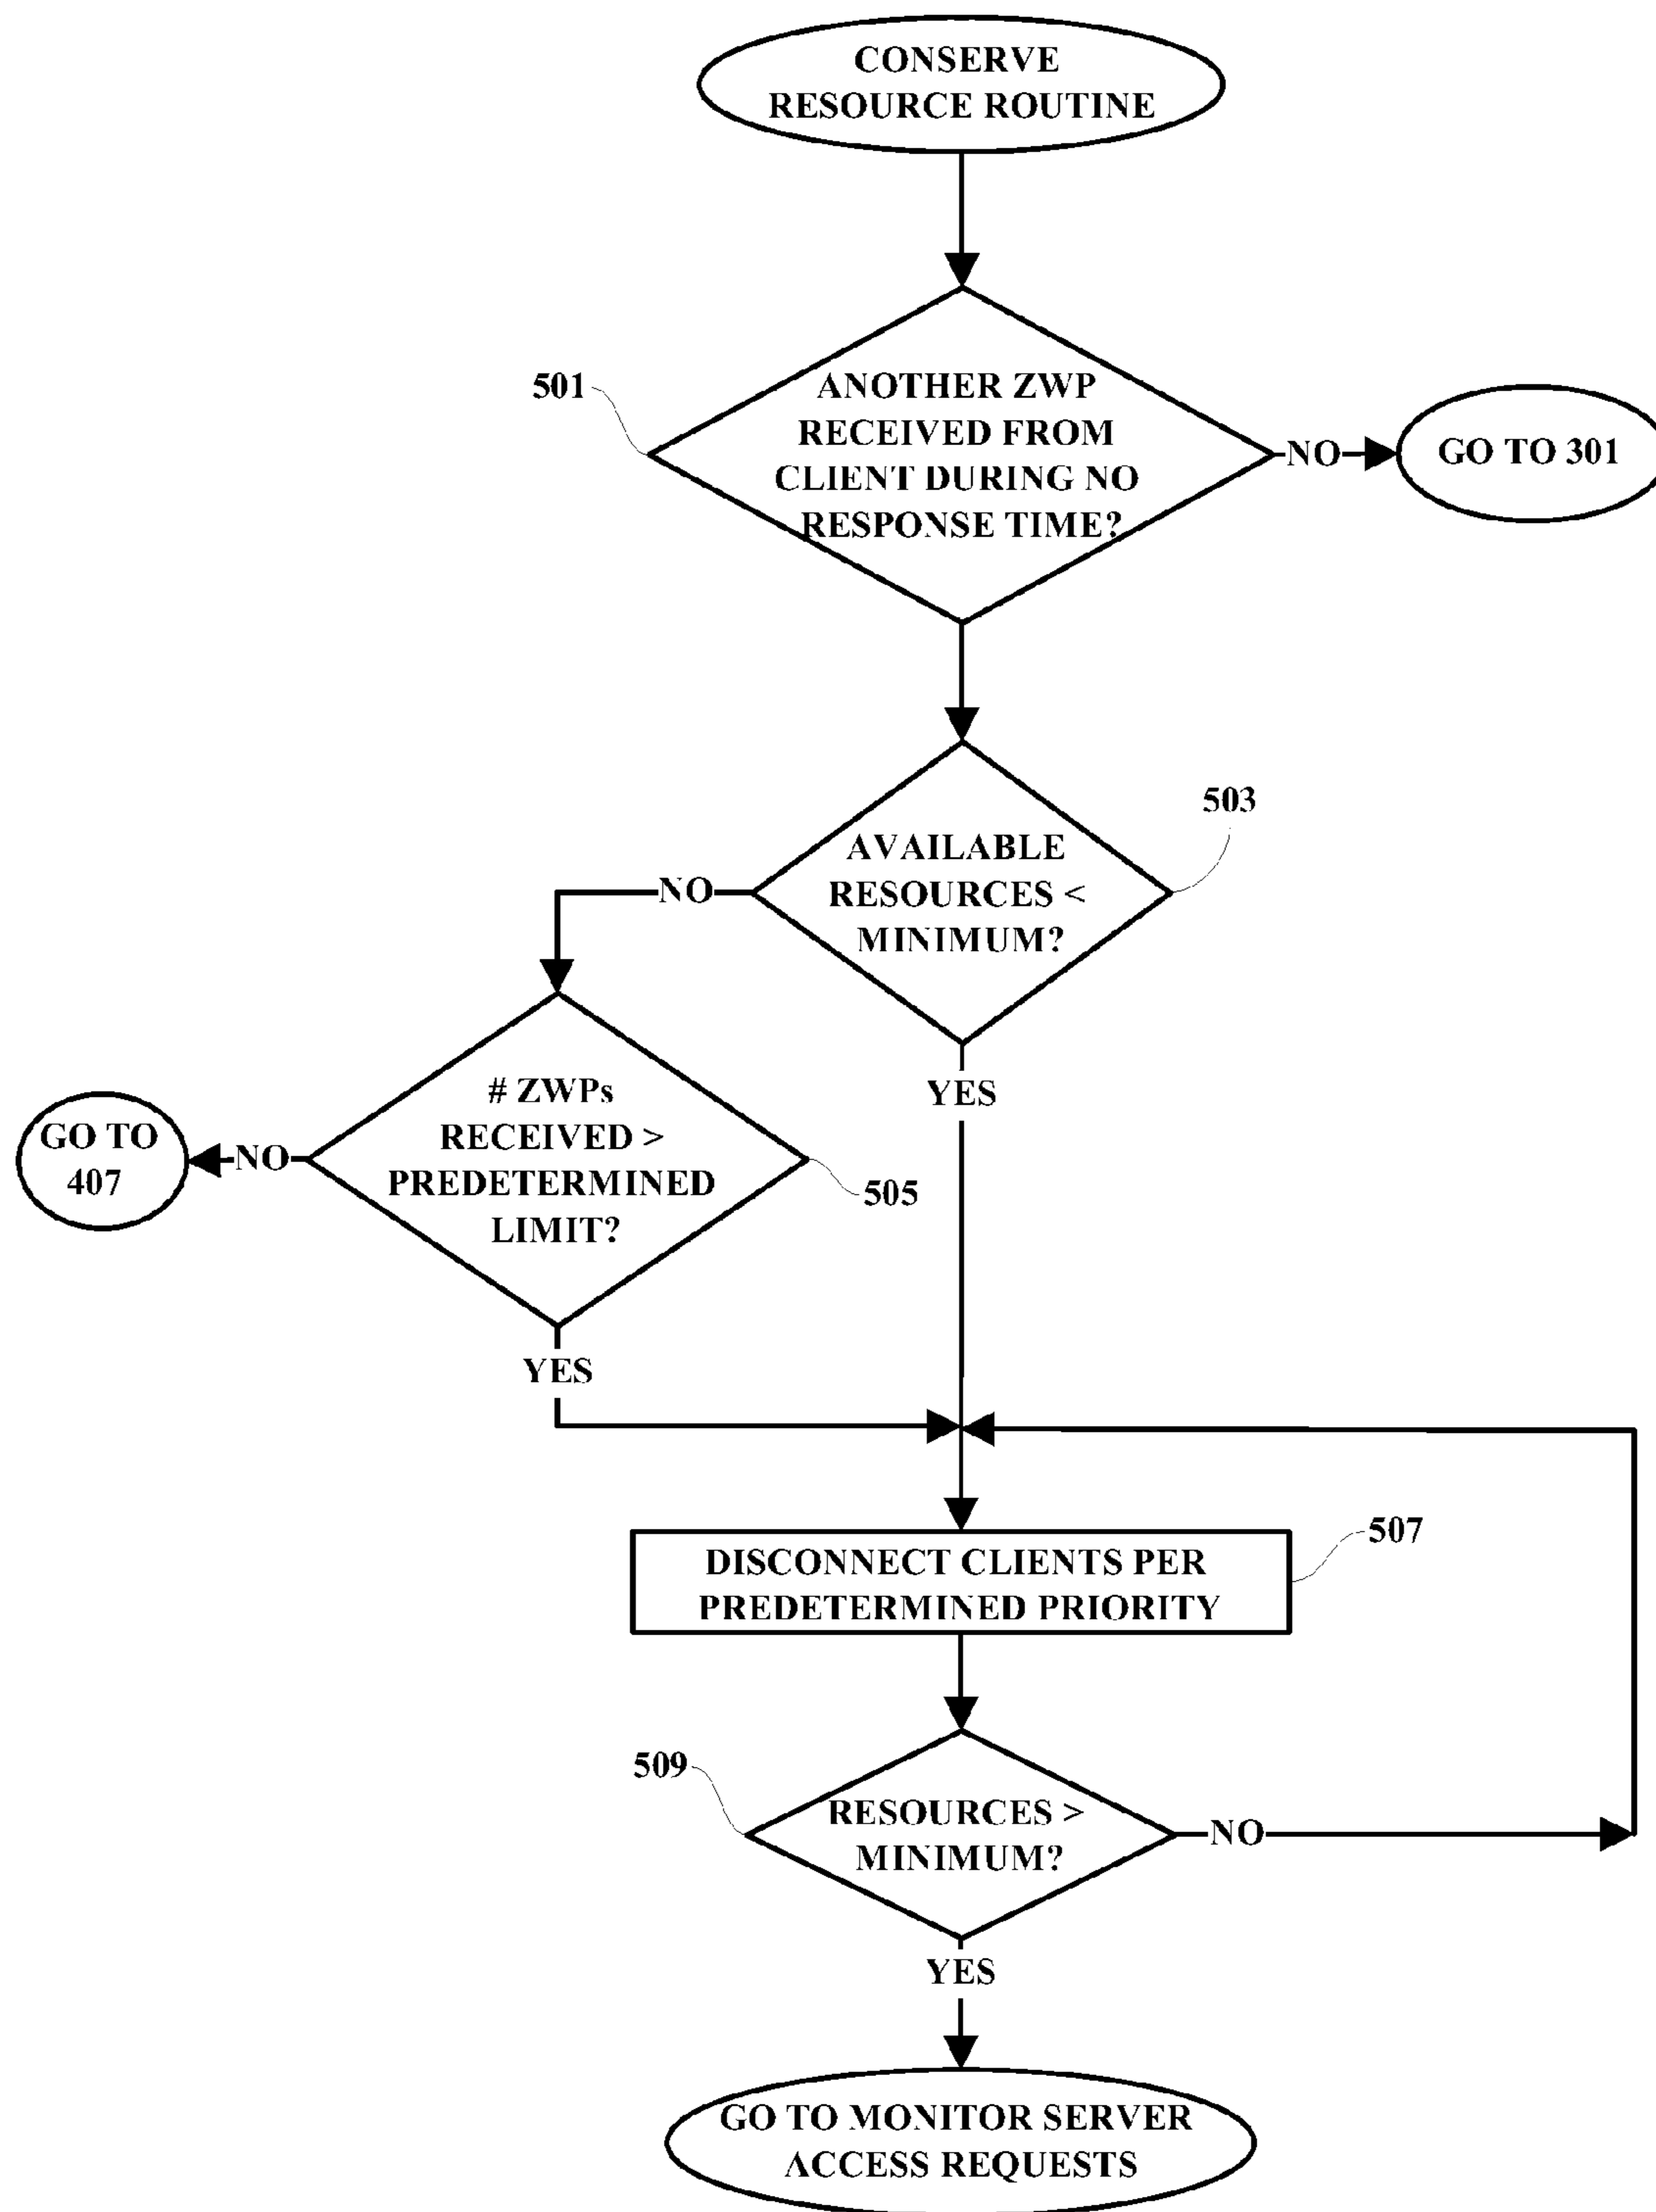 CONSERVE
RESOURCE ROUTINE
501
ANOTHER ZWP
RECEIVED FROM
CLIENT DURING NO
RESPONSE TIME?
NO
GO TO 301
503
AVAILABLE
RESOURCES <
MINIMUM?
NO
YES
# ZWPs
RECEIVED >
PREDETERMINED
LIMIT?
505
NO
GO TO
407
YES
DISCONNECT CLIENTS PER
PREDETERMINED PRIORITY
507
509
RESOURCES >
MINIMUM?
NO
YES
GO TO MONITOR SERVER
ACCESS REQUESTS